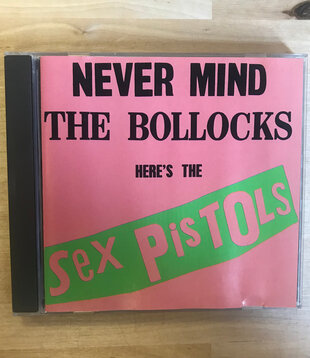 NEVER MIND
THE BOLLOCKS
HERE'S THE
Sex PiSTOLs